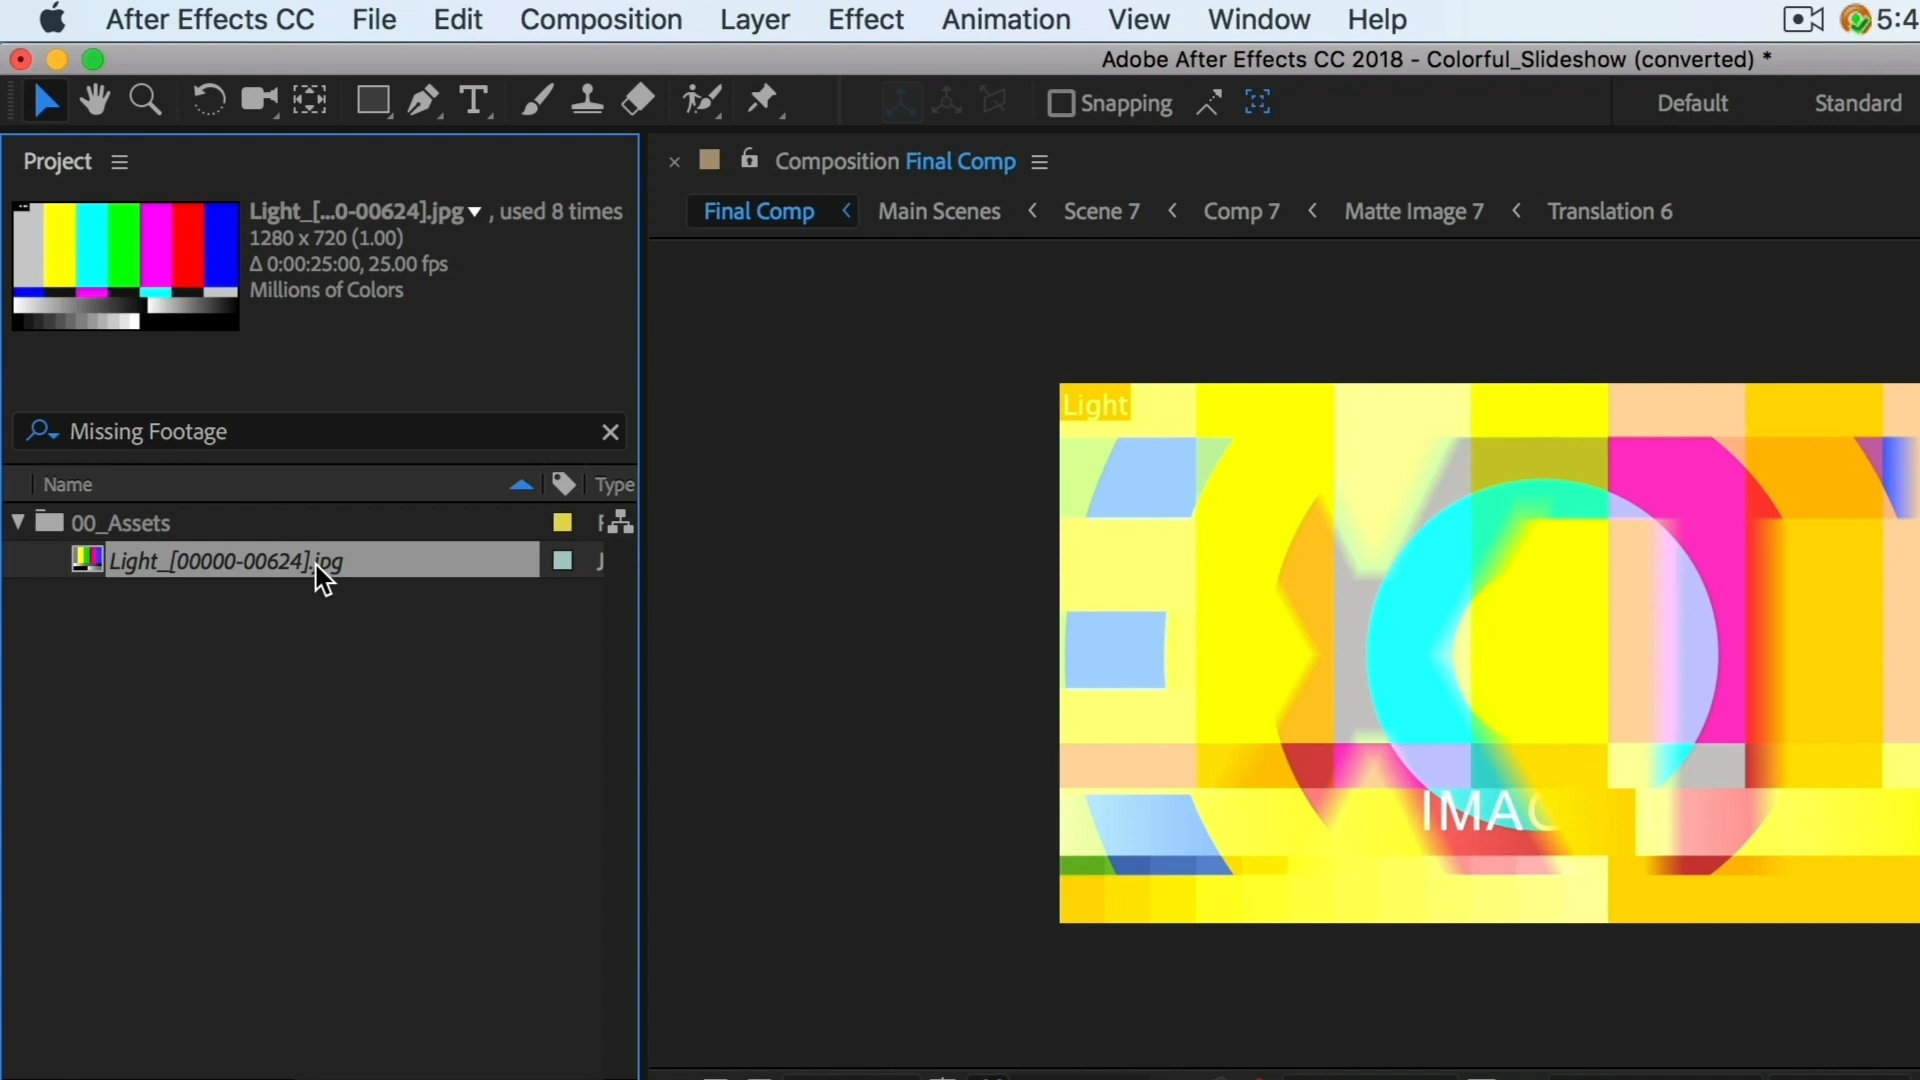 After Effects CC File Edit Composition Layer Effect Animation View Window Help 5:4
Adobe After Effects CC 2018 - Colorful_Slideshow (converted) *
Snapping Default Standard
Project
Composition Final Comp
Light_[...0-00624].jpg, used 8 times
1280 x 720 (1.00)
Δ 0:00:25:00, 25.00 fps
Millions of Colors
Final Comp Main Scenes Scene 7 Comp 7 Matte Image 7 Translation 6
Missing Footage
Name Type
00_Assets
Light_[00000-00624].jpg J
Light
IMAG